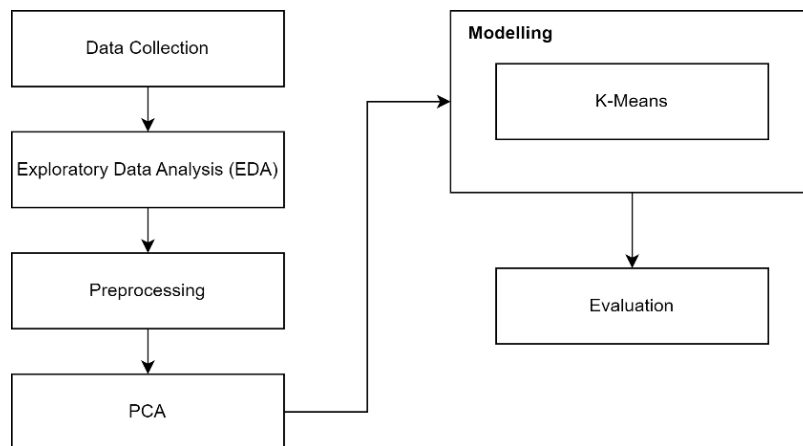 Data Collection
Exploratory Data Analysis (EDA)
Preprocessing
PCA
Modelling
K-Means
Evaluation